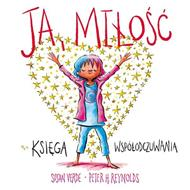 JA, MIŁOŚĆ
KSIĘGA WSPÓŁODCZUWANIA
SUSAN VERDE • PETER H. REYNOLDS